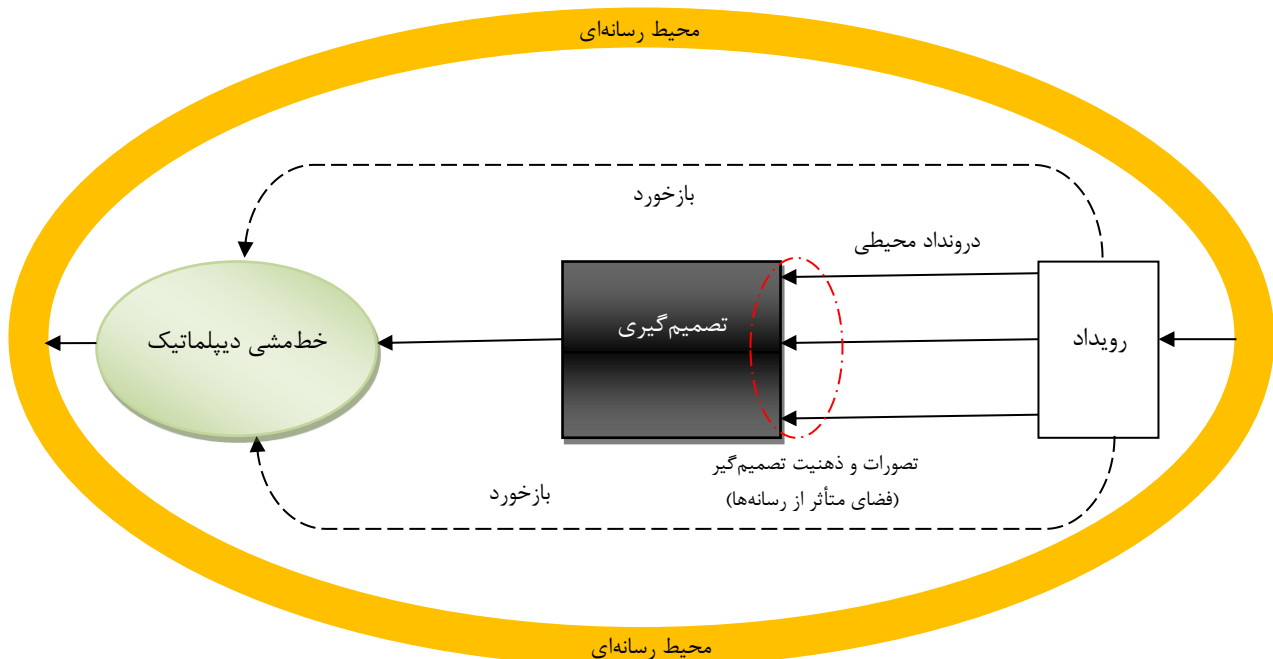 محیط رسانه‌ای
بازخورد
درونداد محیطی
رویداد
تصمیم‌گیری
خط‌مشی دیپلماتیک
تصورات و ذهنیت تصمیم‌گیر
(فضای متأثر از رسانه‌ها)
بازخورد
محیط رسانه‌ای